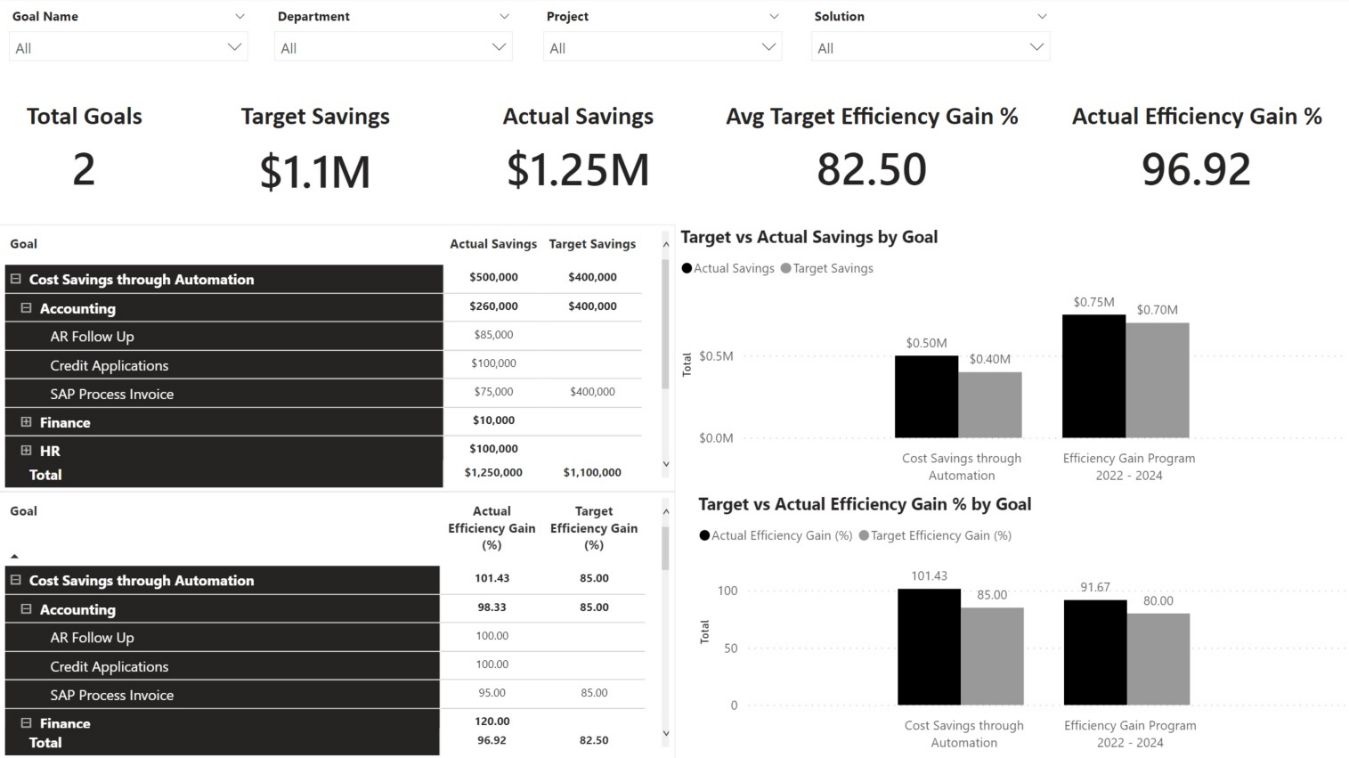 Goal Name
Department
Project
Solution
All
All
All
All
Total Goals
Target Savings
Actual Savings
Avg Target Efficiency Gain %
Actual Efficiency Gain %
2
$1.1M
$1.25M
82.50
96.92
Goal Actual Savings Target Savings
Cost Savings through Automation $500,000 $400,000
Accounting $260,000 $400,000
AR Follow Up $85,000
Credit Applications $100,000
SAP Process Invoice $75,000 $400,000
Finance $10,000
HR $100,000
Total $1,250,000 $1,100,000
Target vs Actual Savings by Goal
Actual Savings Target Savings
Total
$0.5M
$0.0M
$0.50M
$0.40M
$0.75M
$0.70M
Cost Savings through
Automation
Efficiency Gain Program
2022 - 2024
Goal
Actual
Efficiency Gain
(%)
Target
Efficiency Gain
(%)
Cost Savings through Automation 101.43 85.00
Accounting 98.33 85.00
AR Follow Up 100.00
Credit Applications 100.00
SAP Process Invoice 95.00 85.00
Finance 120.00
Total 96.92 82.50
Target vs Actual Efficiency Gain % by Goal
Actual Efficiency Gain (%) Target Efficiency Gain (%)
Total
100
50
0
101.43
85.00
91.67
80.00
Cost Savings through
Automation
Efficiency Gain Program
2022 - 2024